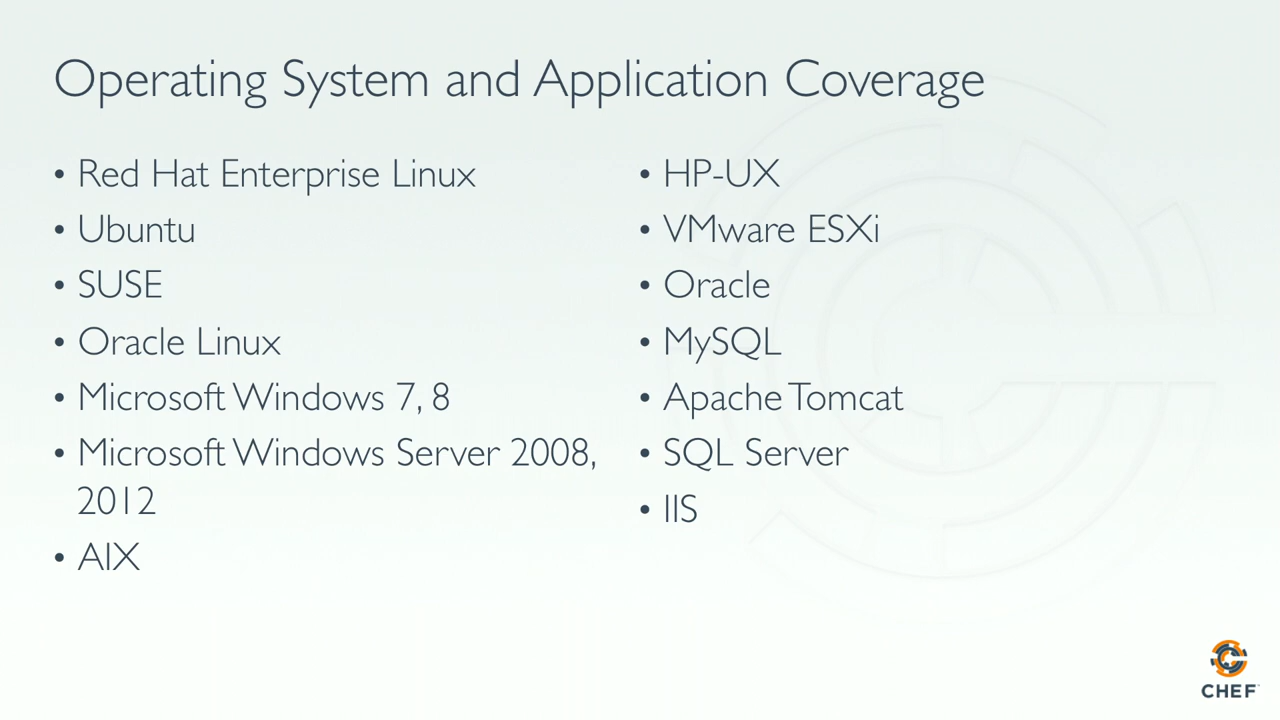 Operating System and Application Coverage
• Red Hat Enterprise Linux
• Ubuntu
• SUSE
• Oracle Linux
• Microsoft Windows 7, 8
• Microsoft Windows Server 2008,
2012
• AIX
• HP-UX
• VMware ESXi
• Oracle
• MySQL
• Apache Tomcat
• SQL Server
• IIS
CHEF